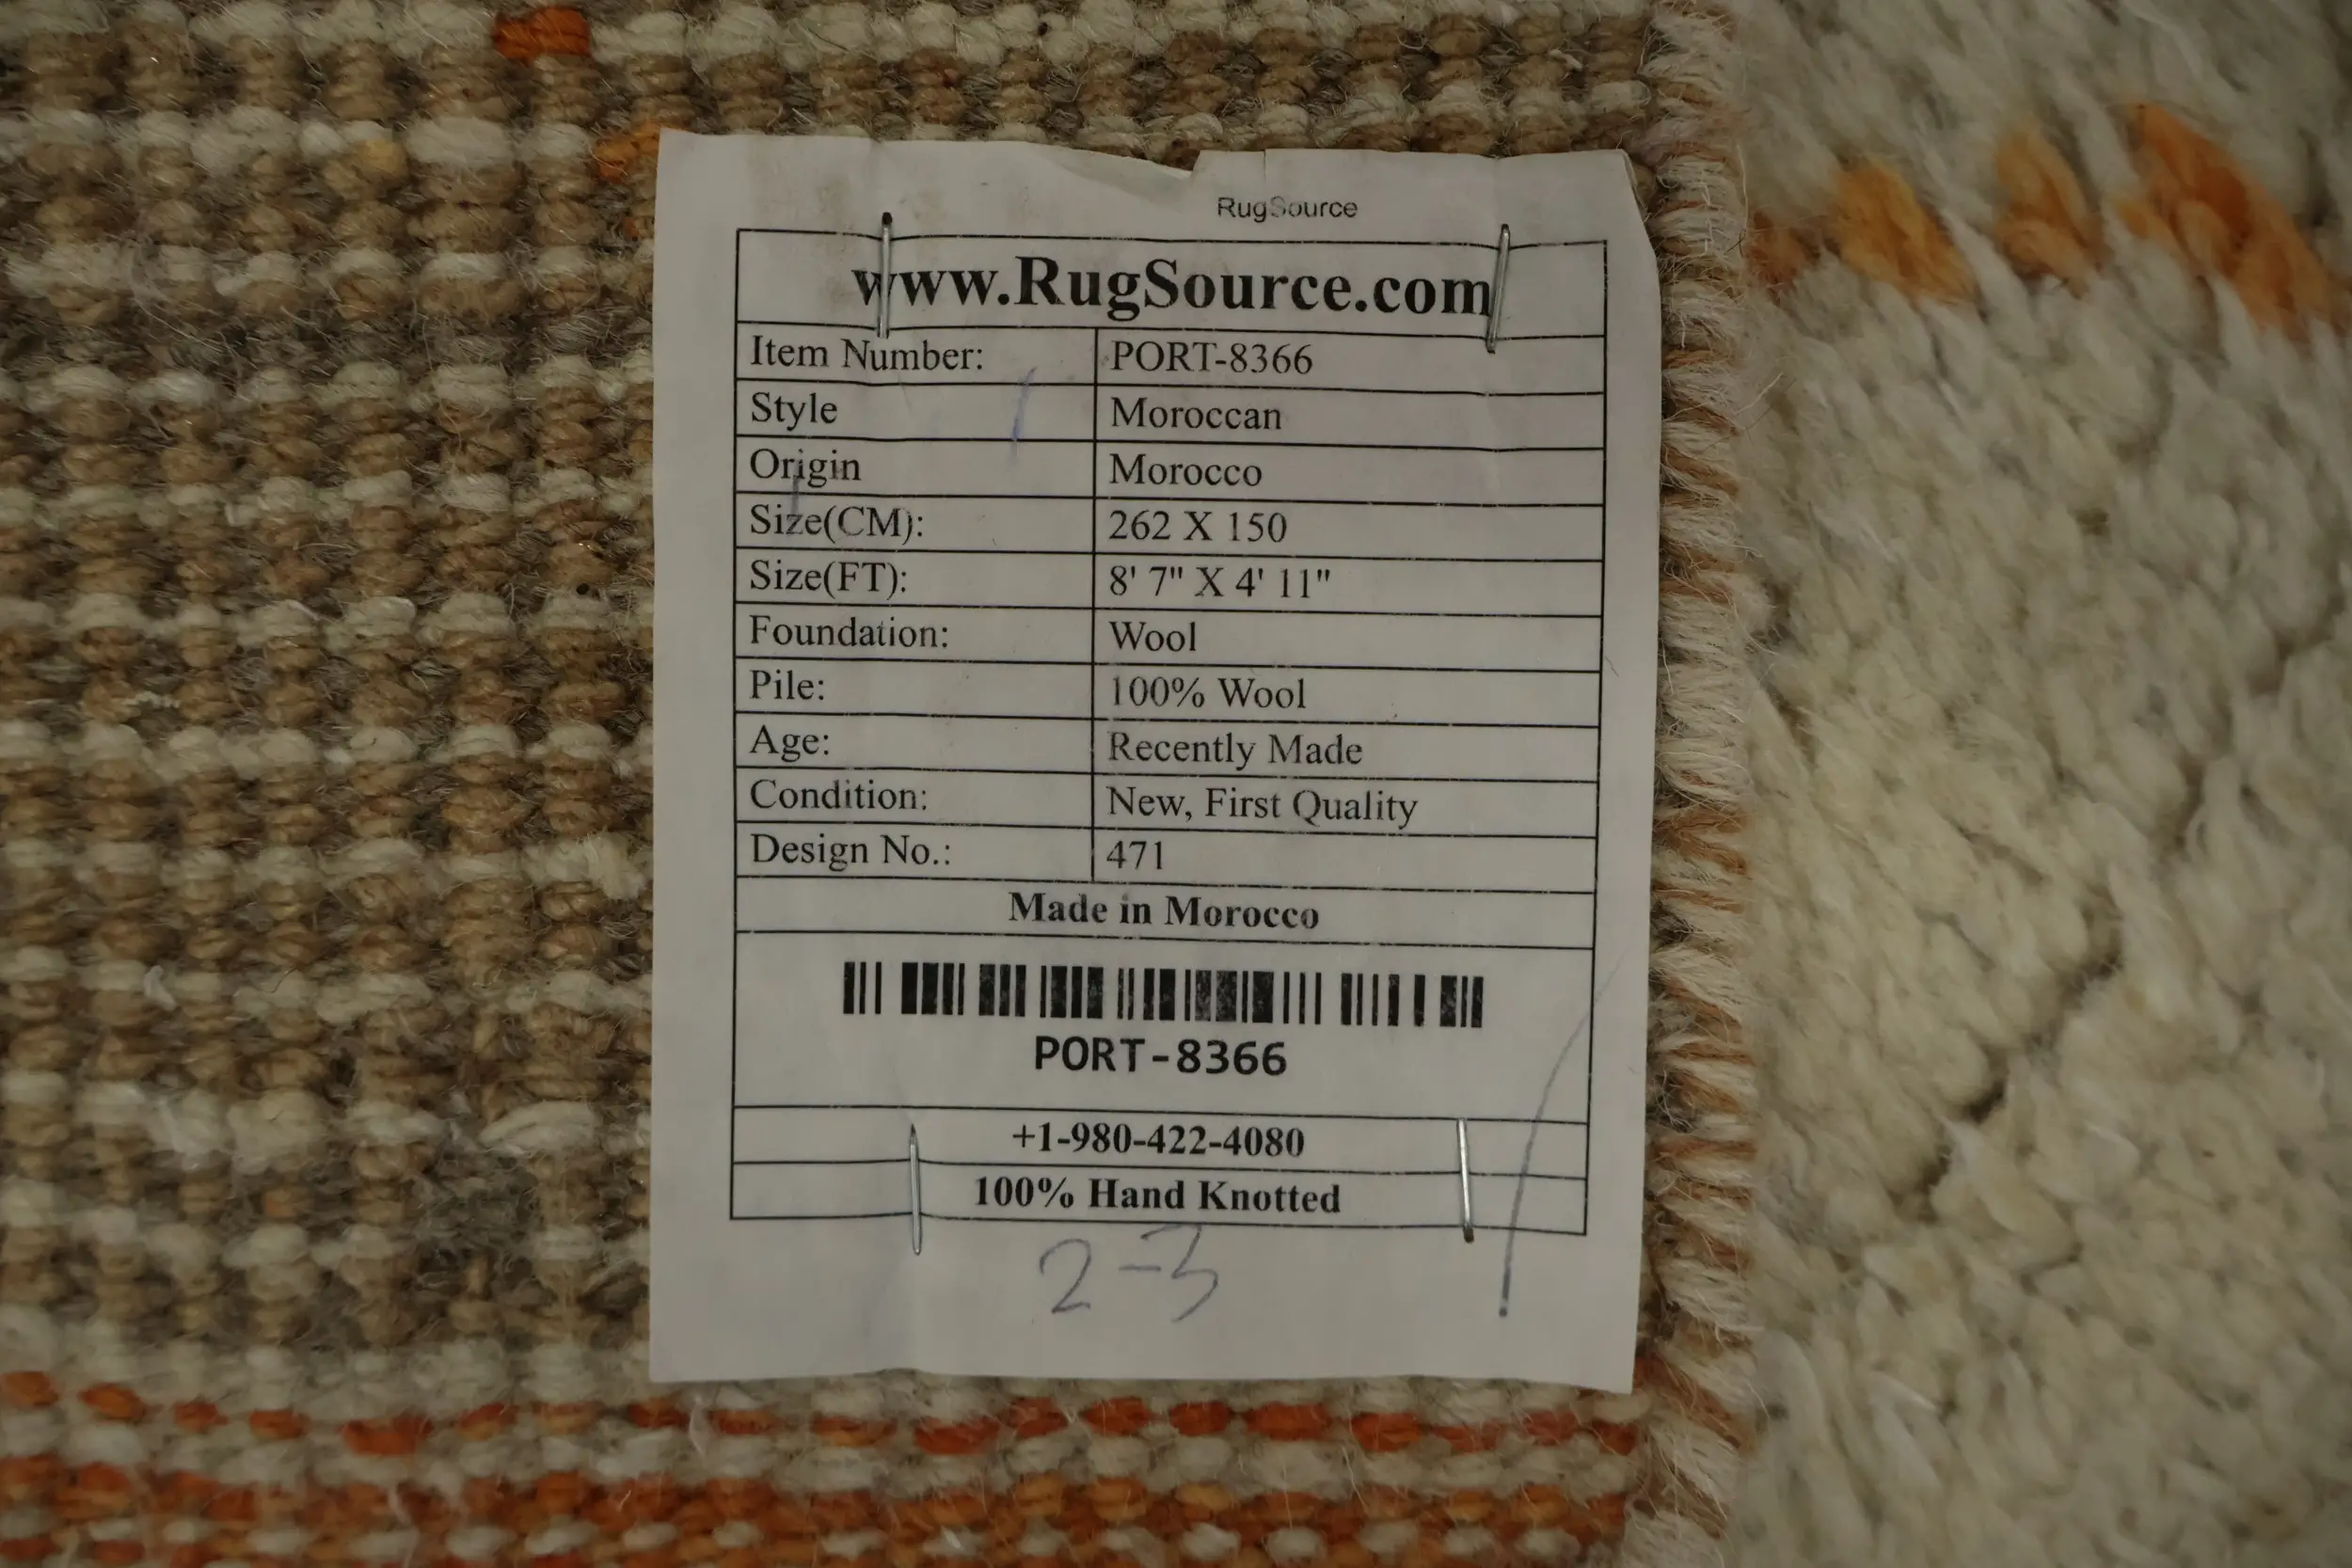 RugSource
www.RugSource.com
Item Number: PORT-8366
Style Moroccan
Origin Morocco
Size(CM): 262 X 150
Size(FT): 8' 7" X 4' 11"
Foundation: Wool
Pile: 100% Wool
Age: Recently Made
Condition: New, First Quality
Design No.: 471
Made in Morocco
PORT-8366
+1-980-422-4080
100% Hand Knotted
2-3